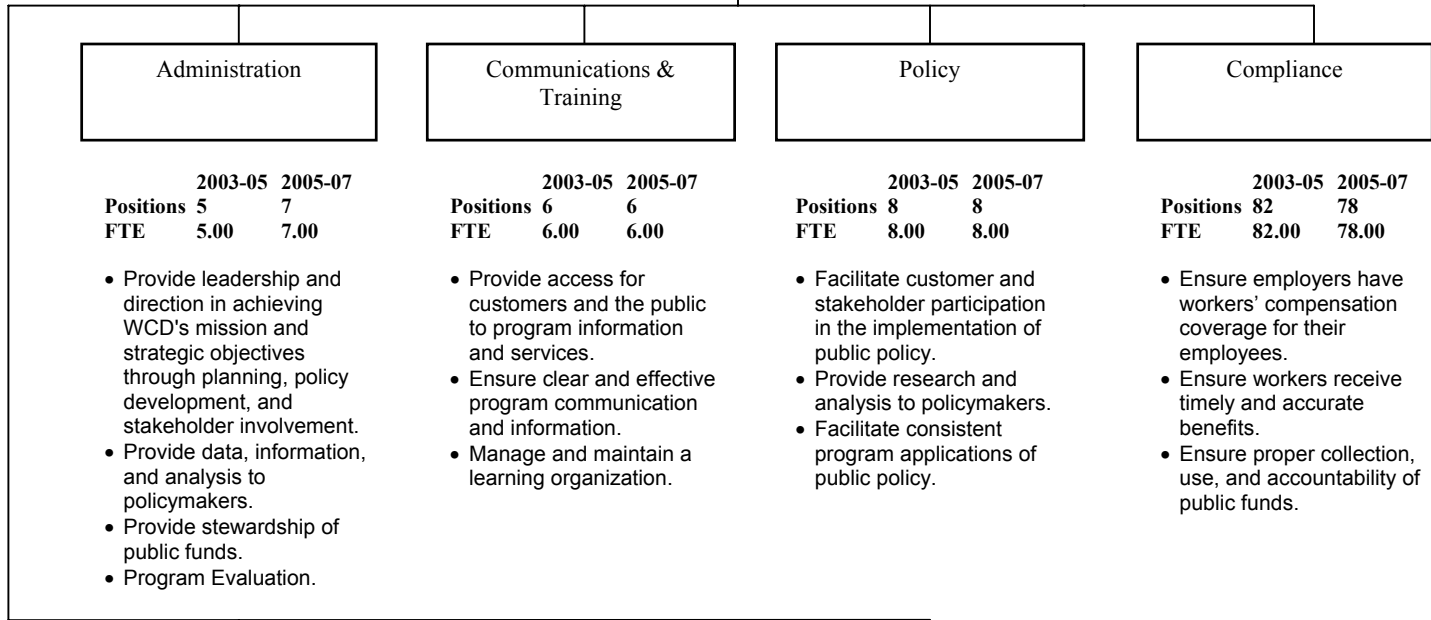 Administration
2003-05 2005-07
Positions 5 7
FTE 5.00 7.00
• Provide leadership and
direction in achieving
WCD's mission and
strategic objectives
through planning, policy
development, and
stakeholder involvement.
• Provide data, information,
and analysis to
policymakers.
• Provide stewardship of
public funds.
• Program Evaluation.
Communications &
Training
2003-05 2005-07
Positions 6 6
FTE 6.00 6.00
• Provide access for
customers and the public
to program information
and services.
• Ensure clear and effective
program communication
and information.
• Manage and maintain a
learning organization.
Policy
2003-05 2005-07
Positions 8 8
FTE 8.00 8.00
• Facilitate customer and
stakeholder participation
in the implementation of
public policy.
• Provide research and
analysis to policymakers.
• Facilitate consistent
program applications of
public policy.
Compliance
2003-05 2005-07
Positions 82 78
FTE 82.00 78.00
• Ensure employers have
workers’ compensation
coverage for their
employees.
• Ensure workers receive
timely and accurate
benefits.
• Ensure proper collection,
use, and accountability of
public funds.